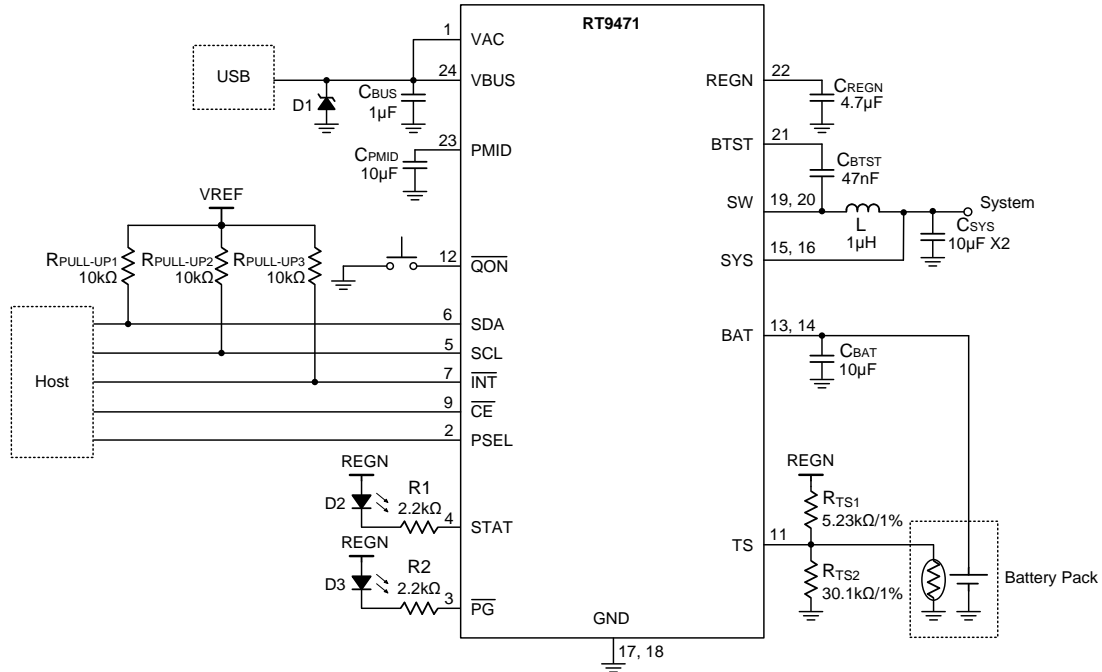 RT9471
1
VAC
USB
24
VBUS
D1
CBUS
1µF
23
PMID
CPMID
10µF
VREF
RPULL-UP1
10kΩ
RPULL-UP2
10kΩ
RPULL-UP3
10kΩ
12
QON
Host
6
SDA
5
SCL
7
INT
9
CE
2
PSEL
REGN
D2
R1
2.2kΩ
4
STAT
REGN
D3
R2
2.2kΩ
3
PG
GND
17, 18
REGN
22
CREGN
4.7µF
BTST
21
CBTST
47nF
SW
19, 20
L
1µH
System
CSYS
10µF X2
SYS
15, 16
BAT
13, 14
CBAT
10µF
REGN
RTS1
5.23kΩ/1%
TS
11
RTS2
30.1kΩ/1%
Battery Pack